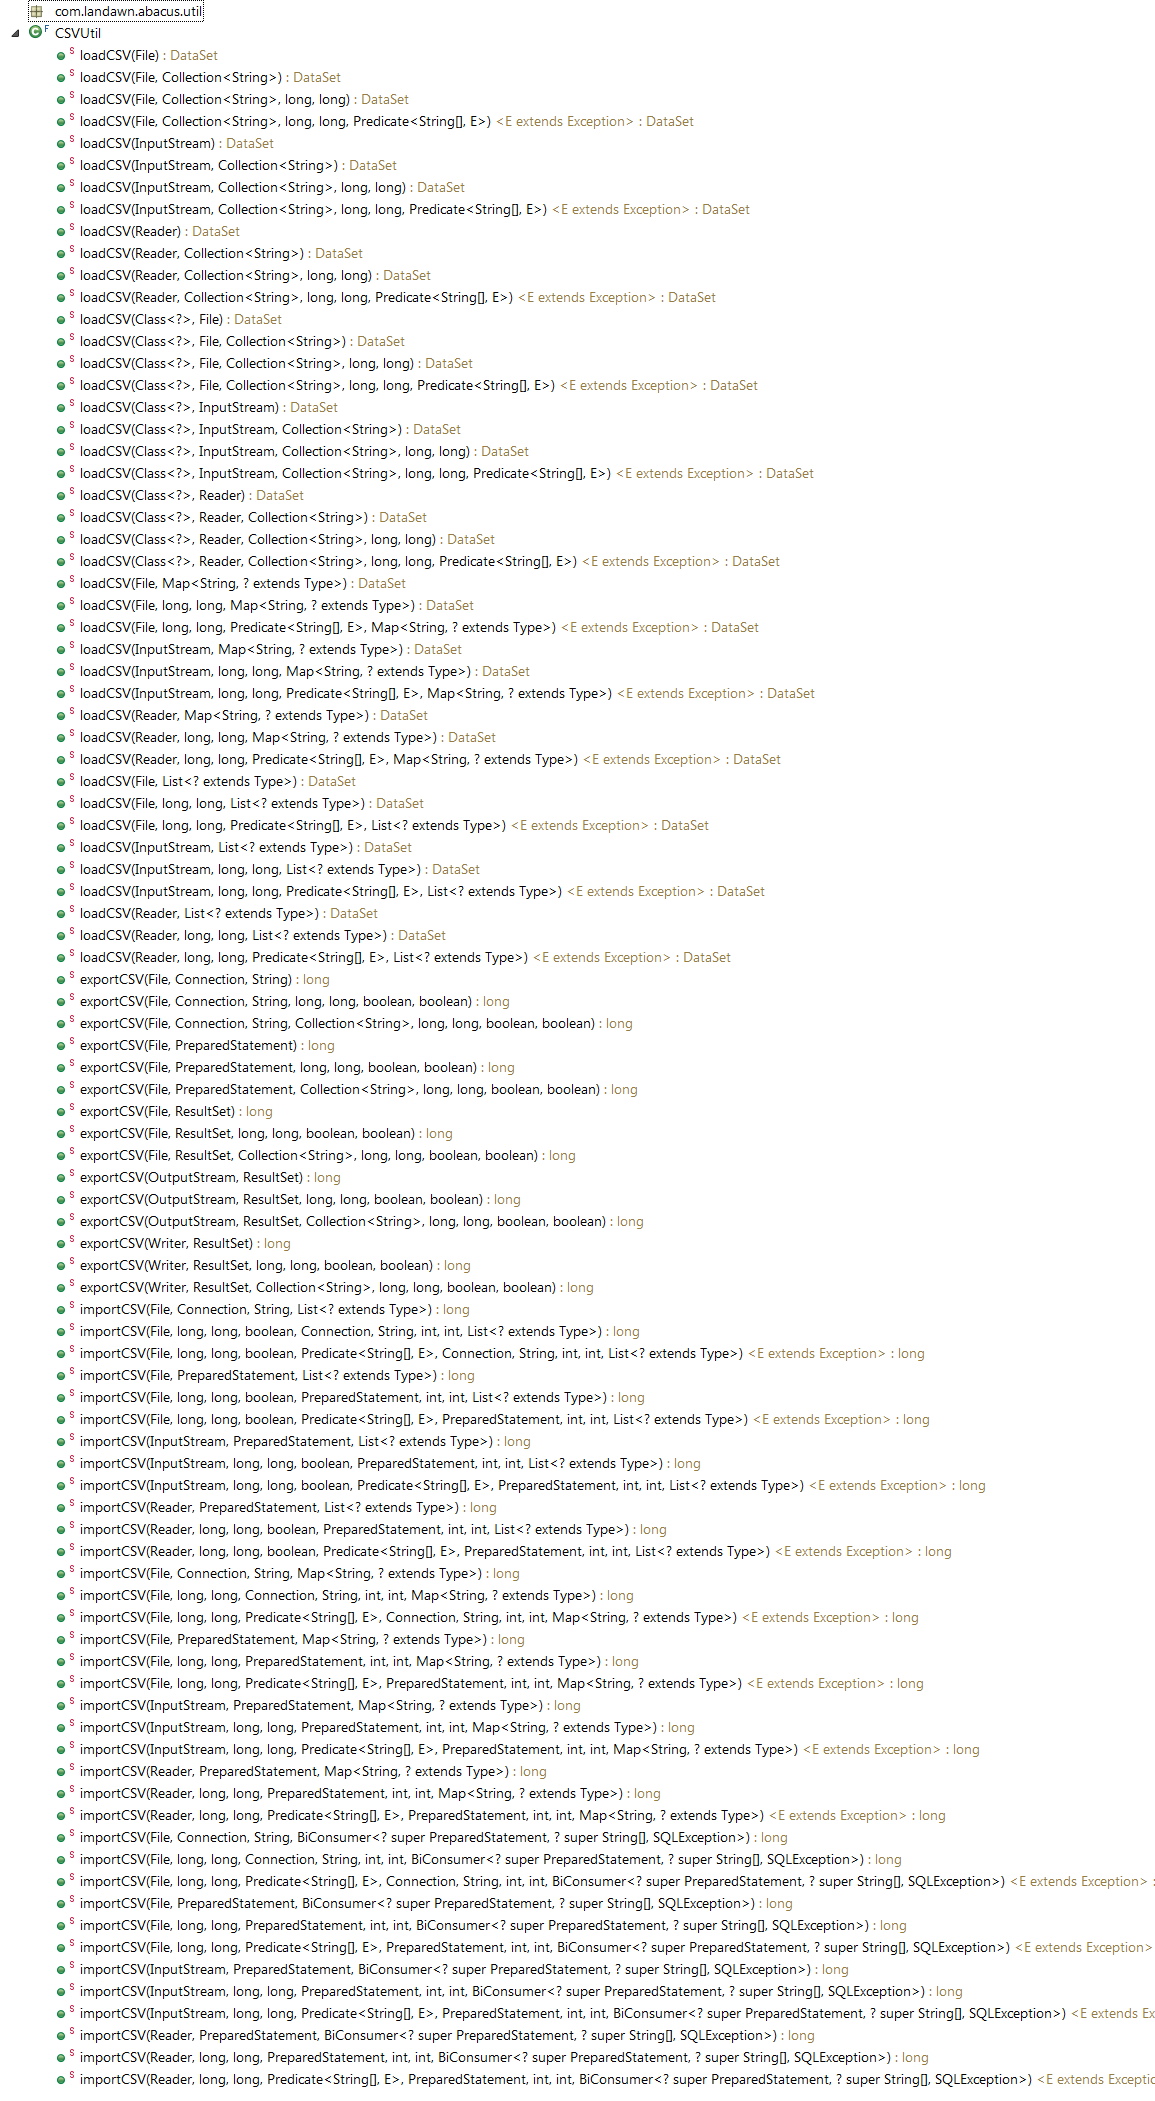 com.landawn.abacus.util
CSVUtil
loadCSV(File) : DataSet
loadCSV(File, Collection<String>) : DataSet
loadCSV(File, Collection<String>, long, long) : DataSet
loadCSV(File, Collection<String>, long, long, Predicate<String[], E>) <E extends Exception> : DataSet
loadCSV(InputStream) : DataSet
loadCSV(InputStream, Collection<String>) : DataSet
loadCSV(InputStream, Collection<String>, long, long) : DataSet
loadCSV(InputStream, Collection<String>, long, long, Predicate<String[], E>) <E extends Exception> : DataSet
loadCSV(Reader) : DataSet
loadCSV(Reader, Collection<String>) : DataSet
loadCSV(Reader, Collection<String>, long, long) : DataSet
loadCSV(Reader, Collection<String>, long, long, Predicate<String[], E>) <E extends Exception> : DataSet
loadCSV(Class<?>, File) : DataSet
loadCSV(Class<?>, File, Collection<String>) : DataSet
loadCSV(Class<?>, File, Collection<String>, long, long) : DataSet
loadCSV(Class<?>, File, Collection<String>, long, long, Predicate<String[], E>) <E extends Exception> : DataSet
loadCSV(Class<?>, InputStream) : DataSet
loadCSV(Class<?>, InputStream, Collection<String>) : DataSet
loadCSV(Class<?>, InputStream, Collection<String>, long, long) : DataSet
loadCSV(Class<?>, InputStream, Collection<String>, long, long, Predicate<String[], E>) <E extends Exception> : DataSet
loadCSV(Class<?>, Reader) : DataSet
loadCSV(Class<?>, Reader, Collection<String>) : DataSet
loadCSV(Class<?>, Reader, Collection<String>, long, long) : DataSet
loadCSV(Class<?>, Reader, Collection<String>, long, long, Predicate<String[], E>) <E extends Exception> : DataSet
loadCSV(File, Map<String, ? extends Type>) : DataSet
loadCSV(File, long, long, Map<String, ? extends Type>) : DataSet
loadCSV(File, long, long, Predicate<String[], E>, Map<String, ? extends Type>) <E extends Exception> : DataSet
loadCSV(InputStream, Map<String, ? extends Type>) : DataSet
loadCSV(InputStream, long, long, Map<String, ? extends Type>) : DataSet
loadCSV(InputStream, long, long, Predicate<String[], E>, Map<String, ? extends Type>) <E extends Exception> : DataSet
loadCSV(Reader, Map<String, ? extends Type>) : DataSet
loadCSV(Reader, long, long, Map<String, ? extends Type>) : DataSet
loadCSV(Reader, long, long, Predicate<String[], E>, Map<String, ? extends Type>) <E extends Exception> : DataSet
loadCSV(File, List<? extends Type>) : DataSet
loadCSV(File, long, long, List<? extends Type>) : DataSet
loadCSV(File, long, long, Predicate<String[], E>, List<? extends Type>) <E extends Exception> : DataSet
loadCSV(InputStream, List<? extends Type>) : DataSet
loadCSV(InputStream, long, long, List<? extends Type>) : DataSet
loadCSV(InputStream, long, long, Predicate<String[], E>, List<? extends Type>) <E extends Exception> : DataSet
loadCSV(Reader, List<? extends Type>) : DataSet
loadCSV(Reader, long, long, List<? extends Type>) : DataSet
loadCSV(Reader, long, long, Predicate<String[], E>, List<? extends Type>) <E extends Exception> : DataSet
exportCSV(File, Connection, String) : long
exportCSV(File, Connection, String, long, long, boolean, boolean) : long
exportCSV(File, Connection, String, Collection<String>, long, long, boolean, boolean) : long
exportCSV(File, PreparedStatement) : long
exportCSV(File, PreparedStatement, long, long, boolean, boolean) : long
exportCSV(File, PreparedStatement, Collection<String>, long, long, boolean, boolean) : long
exportCSV(File, ResultSet) : long
exportCSV(File, ResultSet, long, long, boolean, boolean) : long
exportCSV(File, ResultSet, Collection<String>, long, long, boolean, boolean) : long
exportCSV(OutputStream, ResultSet) : long
exportCSV(OutputStream, ResultSet, long, long, boolean, boolean) : long
exportCSV(OutputStream, ResultSet, Collection<String>, long, long, boolean, boolean) : long
exportCSV(Writer, ResultSet) : long
exportCSV(Writer, ResultSet, long, long, boolean, boolean) : long
exportCSV(Writer, ResultSet, Collection<String>, long, long, boolean, boolean) : long
importCSV(File, Connection, String, List<? extends Type>) : long
importCSV(File, long, long, boolean, Connection, String, int, int, List<? extends Type>) : long
importCSV(File, long, long, boolean, Predicate<String[], E>, Connection, String, int, int, List<? extends Type>) <E extends Exception> : long
importCSV(File, PreparedStatement, List<? extends Type>) : long
importCSV(File, long, long, boolean, PreparedStatement, int, int, List<? extends Type>) : long
importCSV(File, long, long, boolean, Predicate<String[], E>, PreparedStatement, int, int, List<? extends Type>) <E extends Exception> : long
importCSV(InputStream, PreparedStatement, List<? extends Type>) : long
importCSV(InputStream, long, long, boolean, PreparedStatement, int, int, List<? extends Type>) : long
importCSV(InputStream, long, long, boolean, Predicate<String[], E>, PreparedStatement, int, int, List<? extends Type>) <E extends Exception> : long
importCSV(Reader, PreparedStatement, List<? extends Type>) : long
importCSV(Reader, long, long, boolean, PreparedStatement, int, int, List<? extends Type>) : long
importCSV(Reader, long, long, boolean, Predicate<String[], E>, PreparedStatement, int, int, List<? extends Type>) <E extends Exception> : long
importCSV(File, Connection, String, Map<String, ? extends Type>) : long
importCSV(File, long, long, Connection, String, int, int, Map<String, ? extends Type>) : long
importCSV(File, long, long, Predicate<String[], E>, Connection, String, int, int, Map<String, ? extends Type>) <E extends Exception> : long
importCSV(File, PreparedStatement, Map<String, ? extends Type>) : long
importCSV(File, long, long, PreparedStatement, int, int, Map<String, ? extends Type>) : long
importCSV(File, long, long, Predicate<String[], E>, PreparedStatement, int, int, Map<String, ? extends Type>) <E extends Exception> : long
importCSV(InputStream, PreparedStatement, Map<String, ? extends Type>) : long
importCSV(InputStream, long, long, PreparedStatement, int, int, Map<String, ? extends Type>) : long
importCSV(InputStream, long, long, Predicate<String[], E>, PreparedStatement, int, int, Map<String, ? extends Type>) <E extends Exception> : long
importCSV(Reader, PreparedStatement, Map<String, ? extends Type>) : long
importCSV(Reader, long, long, PreparedStatement, int, int, Map<String, ? extends Type>) : long
importCSV(Reader, long, long, Predicate<String[], E>, PreparedStatement, int, int, Map<String, ? extends Type>) <E extends Exception> : long
importCSV(File, Connection, String, BiConsumer<? super PreparedStatement, ? super String[], SQLException>) : long
importCSV(File, long, long, Connection, String, int, int, BiConsumer<? super PreparedStatement, ? super String[], SQLException>) : long
importCSV(File, long, long, Predicate<String[], E>, Connection, String, int, int, BiConsumer<? super PreparedStatement, ? super String[], SQLException>) <E extends Exception> :
importCSV(File, PreparedStatement, BiConsumer<? super PreparedStatement, ? super String[], SQLException>) : long
importCSV(File, long, long, PreparedStatement, int, int, BiConsumer<? super PreparedStatement, ? super String[], SQLException>) : long
importCSV(File, long, long, Predicate<String[], E>, PreparedStatement, int, int, BiConsumer<? super PreparedStatement, ? super String[], SQLException>) <E extends Exception>
importCSV(InputStream, PreparedStatement, BiConsumer<? super PreparedStatement, ? super String[], SQLException>) : long
importCSV(InputStream, long, long, PreparedStatement, int, int, BiConsumer<? super PreparedStatement, ? super String[], SQLException>) : long
importCSV(InputStream, long, long, Predicate<String[], E>, PreparedStatement, int, int, BiConsumer<? super PreparedStatement, ? super String[], SQLException>) <E extends Ex
importCSV(Reader, PreparedStatement, BiConsumer<? super PreparedStatement, ? super String[], SQLException>) : long
importCSV(Reader, long, long, PreparedStatement, int, int, BiConsumer<? super PreparedStatement, ? super String[], SQLException>) : long
importCSV(Reader, long, long, Predicate<String[], E>, PreparedStatement, int, int, BiConsumer<? super PreparedStatement, ? super String[], SQLException>) <E extends Exceptic